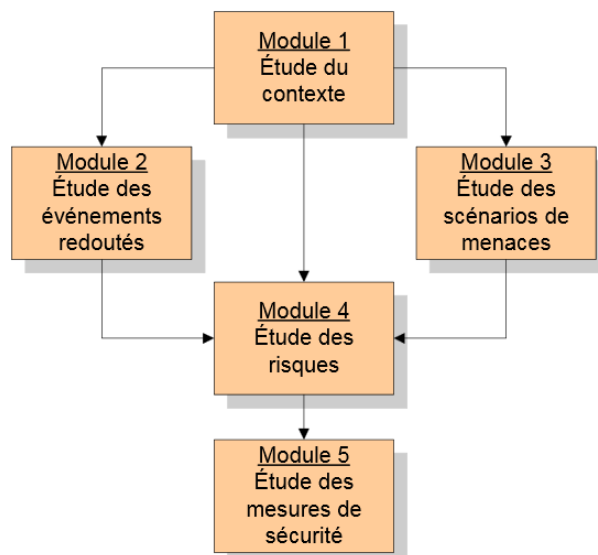 Module 1
Étude du
contexte
Module 2
Étude des
événements
redoutés
Module 3
Étude des
scénarios de
menaces
Module 4
Étude des
risques
Module 5
Étude des
mesures de
sécurité